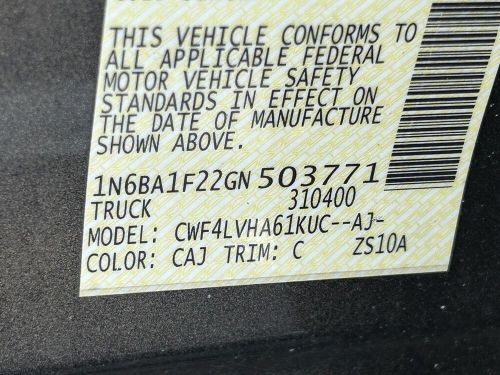 THIS VEHICLE CONFORMS TO
ALL APPLICABLE FEDERAL
MOTOR VEHICLE SAFETY
STANDARDS IN EFFECT ON
THE DATE OF MANUFACTURE
SHOWN ABOVE.
1N6BA1F22GN503771
TRUCK 310400
MODEL: CWF4LVHA61KUC--AJ-
COLOR: CAJ TRIM: C ZS10A